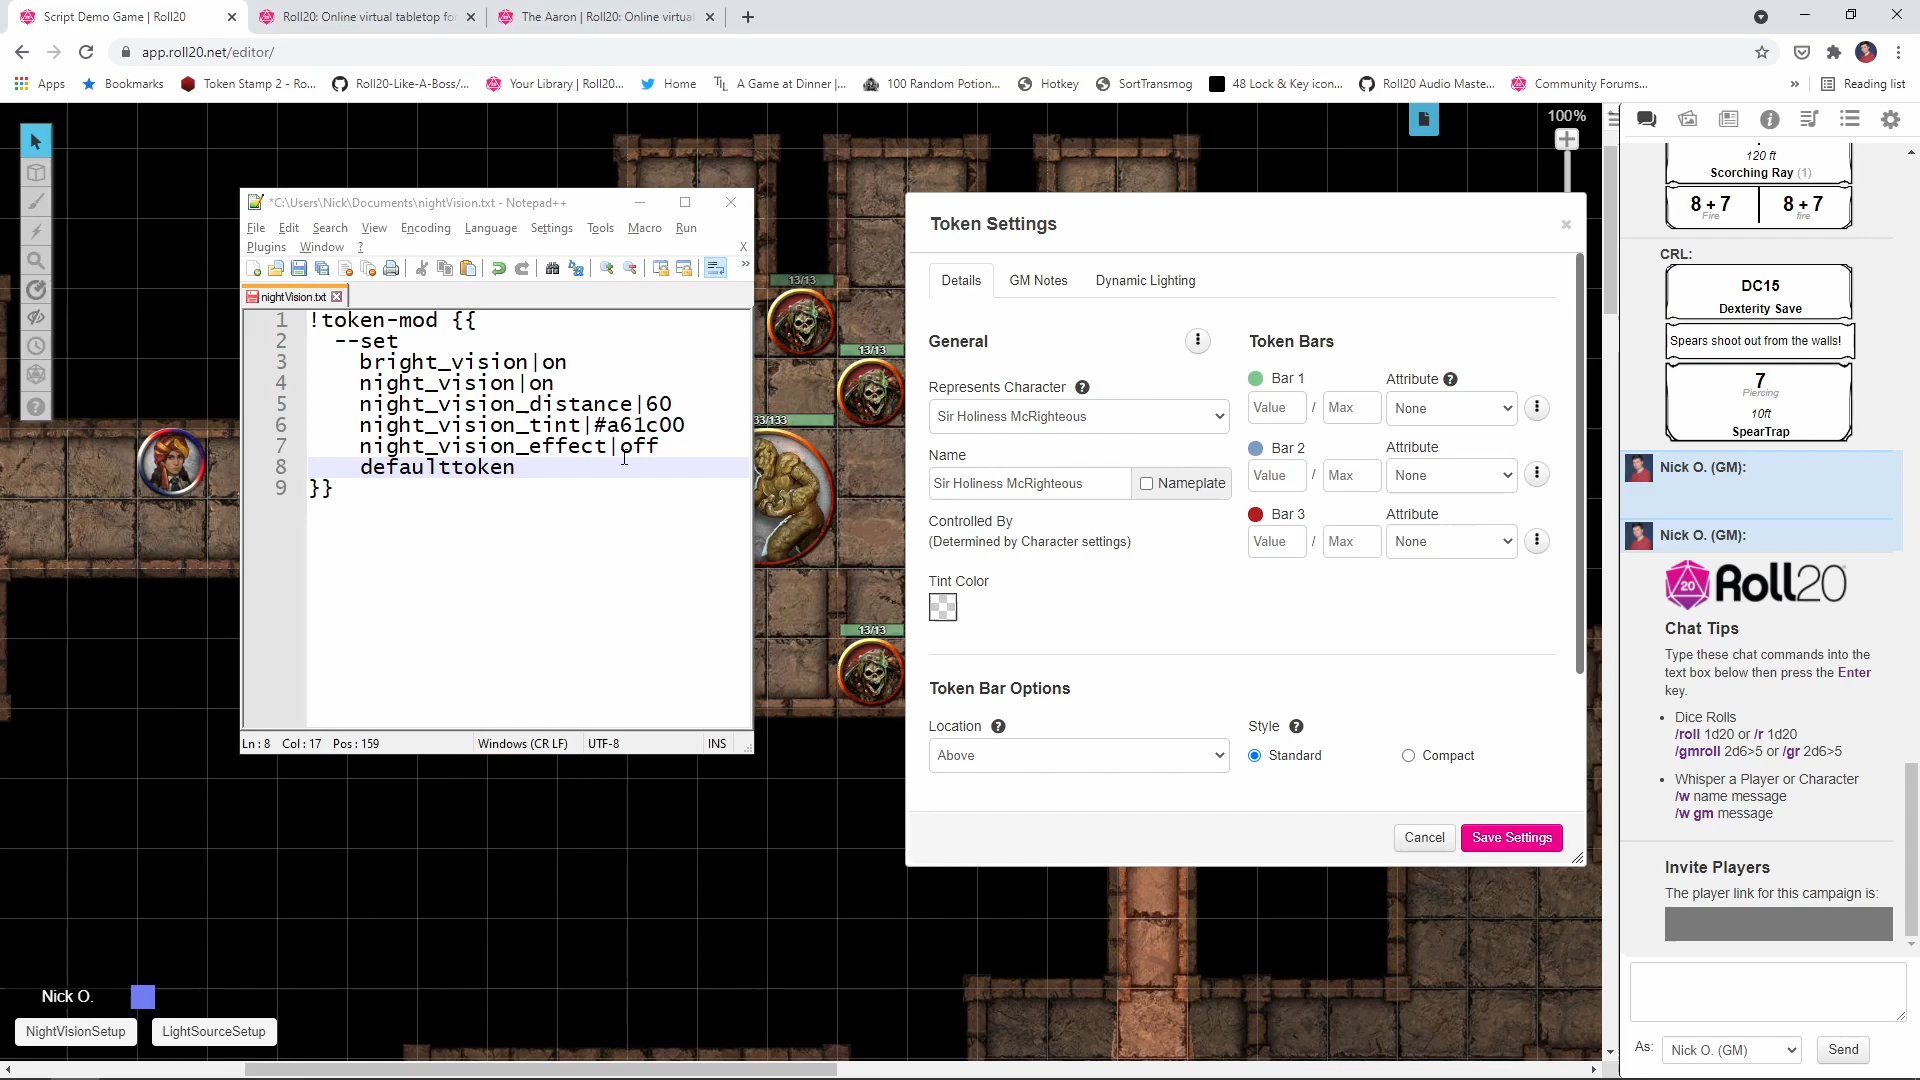 Script Demo Game | Roll20
Roll20: Online virtual tabletop fo
The Aaron | Roll20: Online virtua
app.roll20.net/editor/
Apps
Bookmarks
Token Stamp 2 - Ro...
Roll20-Like-A-Boss/...
Your Library | Roll20...
Home
A Game at Dinner |...
100 Random Potion...
Hotkey
SortTransmog
48 Lock & Key icon...
Roll20 Audio Maste...
Community Forums...
»
Reading list
100%
*C:\Users\Nick\Documents\nightVision.txt - Notepad++
File Edit Search View Encoding Language Settings Tools Macro Run
Plugins Window ? X
nightVision.txt
1 !token-mod {{
2 --set
3 bright_vision|on
4 night_vision|on
5 night_vision_distance|60
6 night_vision_tint|#a61c00
7 night_vision_effect|off
8 defaulttoken
9 }}
Ln : 8 Col : 17 Pos : 159 Windows (CR LF) UTF-8 INS
13/13
13/13
33/133
13/13
Token Settings
Details
GM Notes
Dynamic Lighting
General
Represents Character
Sir Holiness McRighteous
Name
Sir Holiness McRighteous
Nameplate
Controlled By
(Determined by Character settings)
Tint Color
Token Bars
Bar 1 Attribute
Value / Max None
Bar 2 Attribute
Value / Max None
Bar 3 Attribute
Value / Max None
Token Bar Options
Location
Above
Style
Standard
Compact
Cancel
Save Settings
120 ft
Scorching Ray (1)
8 + 7 8 + 7
Fire fire
CRL:
DC15
Dexterity Save
Spears shoot out from the walls!
7
Piercing
10ft
SpearTrap
Nick O. (GM):
Nick O. (GM):
20 Roll20
Chat Tips
Type these chat commands into the
text box below then press the Enter
key.
• Dice Rolls
/roll 1d20 or /r 1d20
/gmroll 2d6>5 or /gr 2d6>5
• Whisper a Player or Character
/w name message
/w gm message
Invite Players
The player link for this campaign is:
As:
Nick O. (GM)
Send
Nick O.
NightVisionSetup
LightSourceSetup